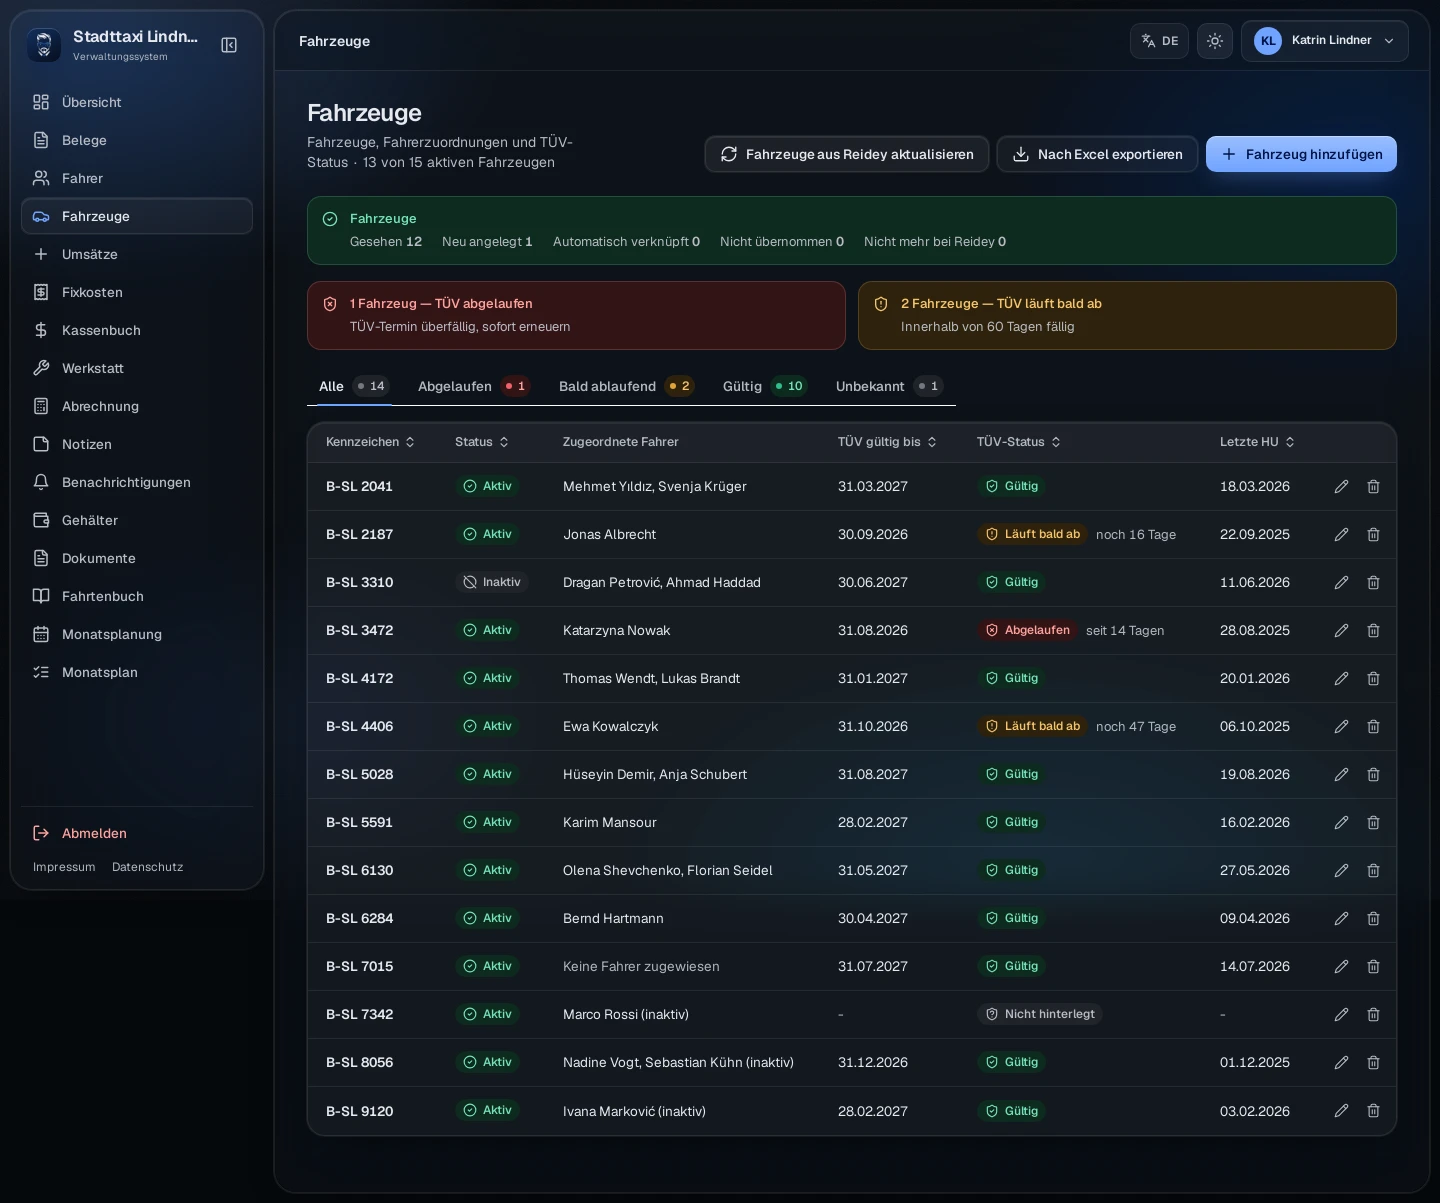 Stadttaxi Lindn...
Verwaltungssystem
Übersicht
Belege
Fahrer
Fahrzeuge
Umsätze
Fixkosten
Kassenbuch
Werkstatt
Abrechnung
Notizen
Benachrichtigungen
Gehälter
Dokumente
Fahrtenbuch
Monatsplanung
Monatsplan
Abmelden
Impressum Datenschutz
Fahrzeuge
DE
KL Katrin Lindner
Fahrzeuge
Fahrzeuge, Fahrerzuordnungen und TÜV-
Status · 13 von 15 aktiven Fahrzeugen
Fahrzeuge aus Reidey aktualisieren
Nach Excel exportieren
Fahrzeug hinzufügen
Fahrzeuge
Gesehen 12 Neu angelegt 1 Automatisch verknüpft 0 Nicht übernommen 0 Nicht mehr bei Reidey 0
1 Fahrzeug — TÜV abgelaufen
TÜV-Termin überfällig, sofort erneuern
2 Fahrzeuge — TÜV läuft bald ab
Innerhalb von 60 Tagen fällig
Alle 14 Abgelaufen 1 Bald ablaufend 2 Gültig 10 Unbekannt 1
Kennzeichen Status Zugeordnete Fahrer TÜV gültig bis TÜV-Status Letzte HU
B-SL 2041 Aktiv Mehmet Yıldız, Svenja Krüger 31.03.2027 Gültig 18.03.2026
B-SL 2187 Aktiv Jonas Albrecht 30.09.2026 Läuft bald ab noch 16 Tage 22.09.2025
B-SL 3310 Inaktiv Dragan Petrović, Ahmad Haddad 30.06.2027 Gültig 11.06.2026
B-SL 3472 Aktiv Katarzyna Nowak 31.08.2026 Abgelaufen seit 14 Tagen 28.08.2025
B-SL 4172 Aktiv Thomas Wendt, Lukas Brandt 31.01.2027 Gültig 20.01.2026
B-SL 4406 Aktiv Ewa Kowalczyk 31.10.2026 Läuft bald ab noch 47 Tage 06.10.2025
B-SL 5028 Aktiv Hüseyin Demir, Anja Schubert 31.08.2027 Gültig 19.08.2026
B-SL 5591 Aktiv Karim Mansour 28.02.2027 Gültig 16.02.2026
B-SL 6130 Aktiv Olena Shevchenko, Florian Seidel 31.05.2027 Gültig 27.05.2026
B-SL 6284 Aktiv Bernd Hartmann 30.04.2027 Gültig 09.04.2026
B-SL 7015 Aktiv Keine Fahrer zugewiesen 31.07.2027 Gültig 14.07.2026
B-SL 7342 Aktiv Marco Rossi (inaktiv) - Nicht hinterlegt -
B-SL 8056 Aktiv Nadine Vogt, Sebastian Kühn (inaktiv) 31.12.2026 Gültig 01.12.2025
B-SL 9120 Aktiv Ivana Marković (inaktiv) 28.02.2027 Gültig 03.02.2026